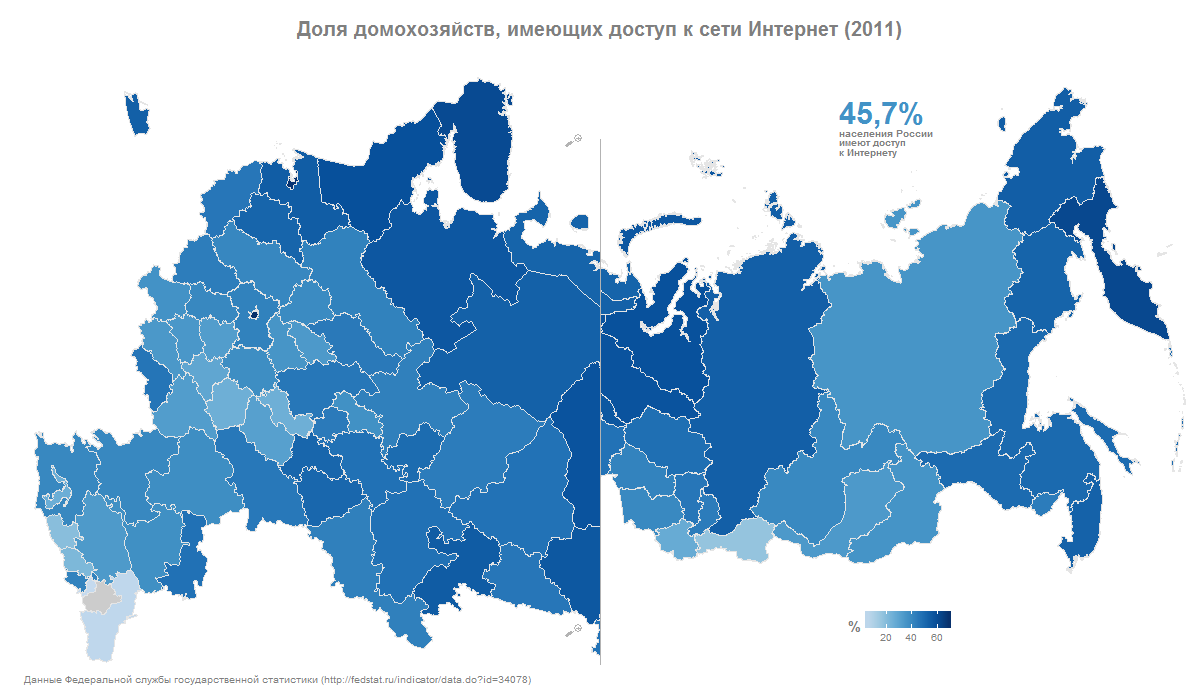 Доля домохозяйств, имеющих доступ к сети Интернет (2011)
45,7%
населения России
имеют доступ
к Интернету
%
20 40 60
Данные Федеральной службы государственной статистики (http://fedstat.ru/indicator/data.do?id=34078)